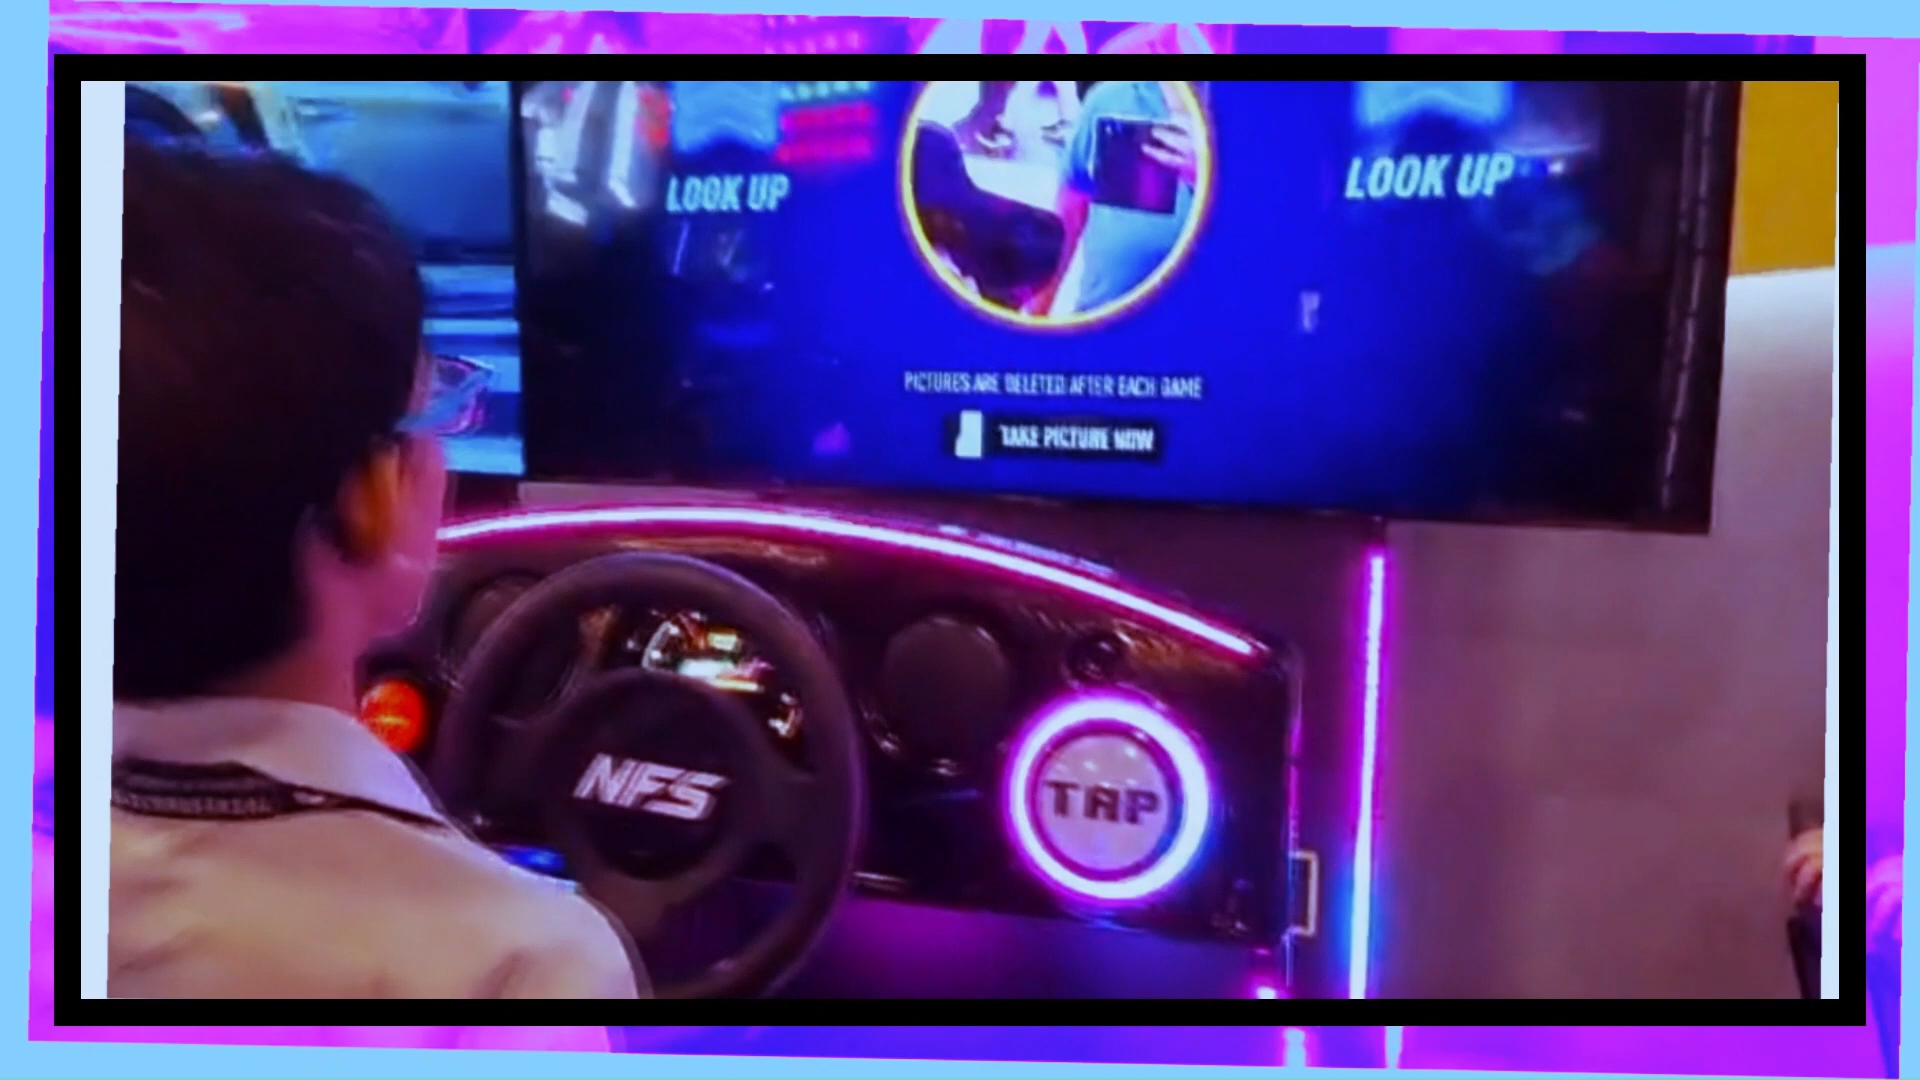 LOOK UP
LOOK UP
PICTURES ARE DELETED AFTER EACH GAME
TAKE PICTURE NOW
NFS
TAP